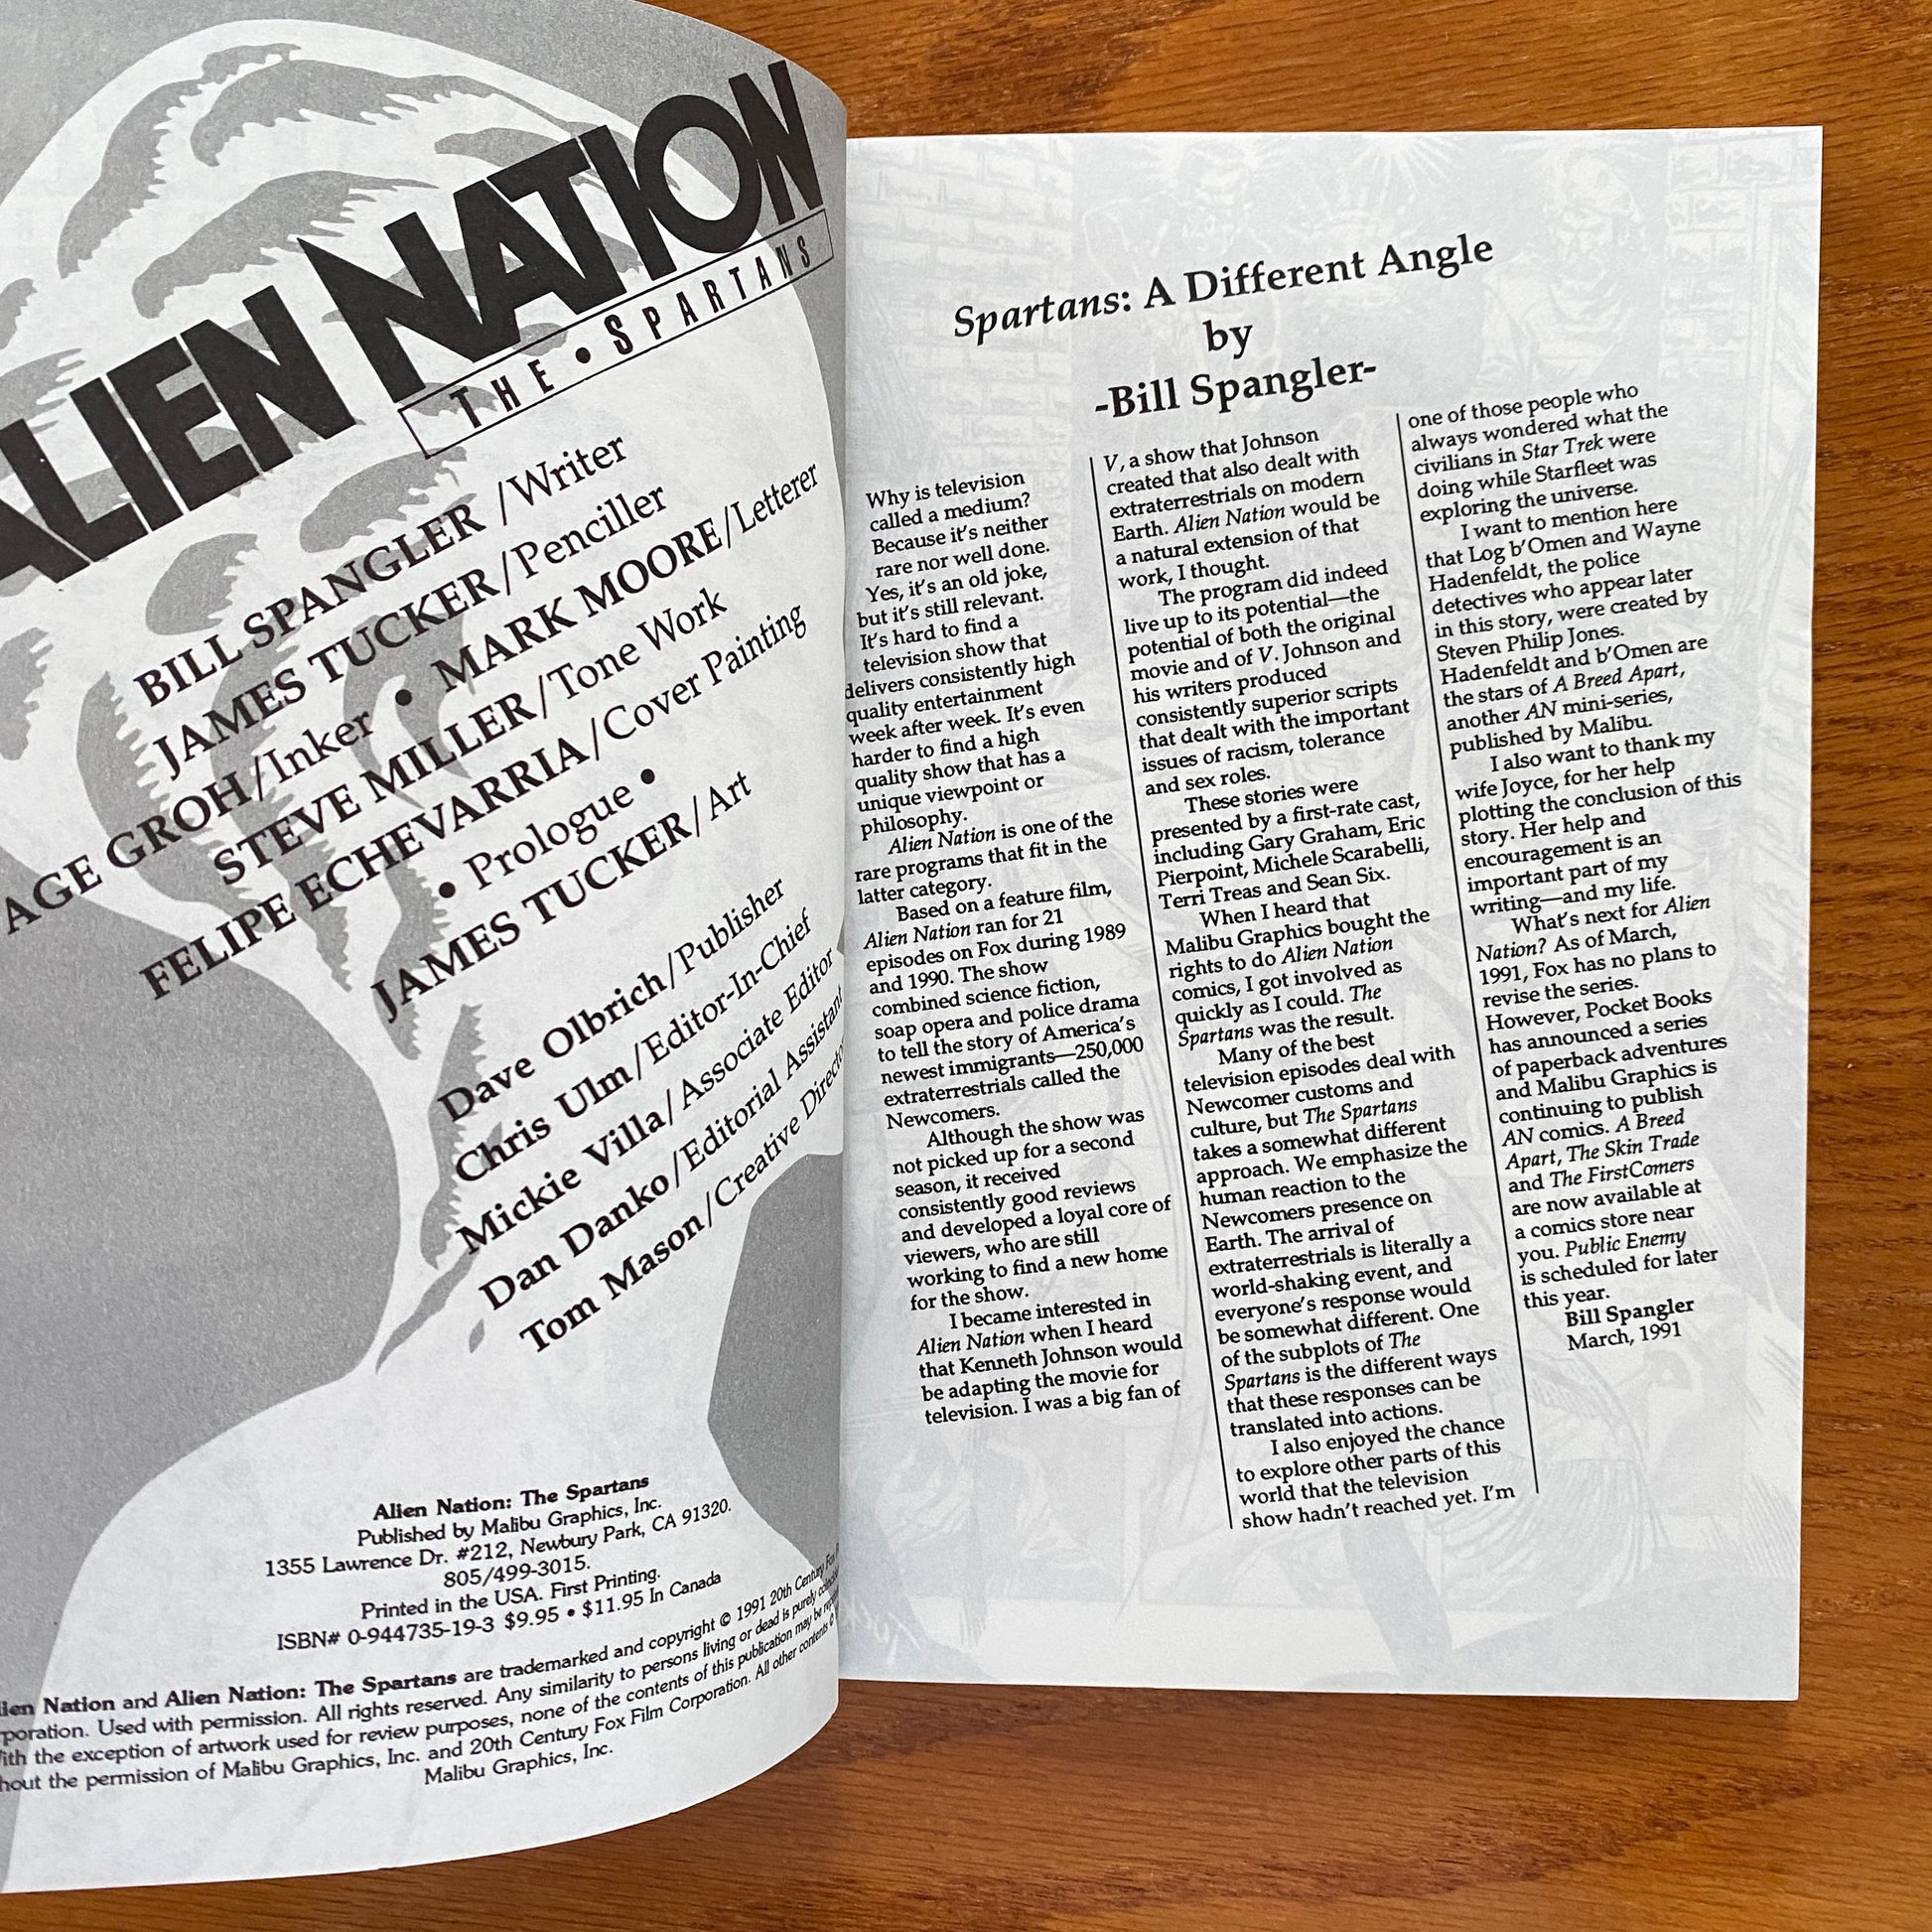 ALIEN NATION
THE • SPARTANS
BILL SPANGLER/Writer
JAMES TUCKER/Penciller
AGE GROH/Inker • MARK MOORE/Letterer
STEVE MILLER/Tone Work
FELIPE ECHEVARRIA/Cover Painting
• Prologue •
JAMES TUCKER/Art
Dave Olbrich/Publisher
Chris Ulm/Editor-In-Chief
Mickie Villa/Associate Editor
Dan Danko/Editorial Assistant
Tom Mason/Creative
Alien Nation: The Spartans
Published by Malibu Graphics, Inc.
1355 Lawrence Dr. #212, Newbury Park, CA 91320.
805/499-3015.
Printed in the USA. First Printing.
ISBN# 0-944735-19-3 $9.95 • $11.95 In Canada
Nation and Alien Nation: The Spartans are trademarked and copyright © 1991 20th Century Fox
Used with permission. All rights reserved. Any similarity to persons living or dead is purely
the exception of artwork used for review purposes, none of the contents of this publication may be
the permission of Malibu Graphics, Inc. and 20th Century Fox Film Corporation. All other contents ©
Malibu Graphics, Inc.
Spartans: A Different Angle
by
-Bill Spangler-
Why is television
called a medium?
Because it's neither
rare nor well done.
Yes, it's an old joke,
but it's still relevant.
It's hard to find a
television show that
delivers consistently high
quality entertainment
week after week. It's even
harder to find a high
quality show that has a
unique viewpoint or
philosophy.
Alien Nation is one of the
rare programs that fit in the
latter category.
Based on a feature film,
Alien Nation ran for 21
episodes on Fox during 1989
and 1990. The show
combined science fiction,
soap opera and police drama
to tell the story of America's
newest immigrants—250,000
extraterrestrials called the
Newcomers.
Although the show was
not picked up for a second
season, it received
consistently good reviews
and developed a loyal core of
viewers, who are still
working to find a new home
for the show.
I became interested in
Alien Nation when I heard
that Kenneth Johnson would
be adapting the movie for
television. I was a big fan of
V, a show that Johnson
created that also dealt with
extraterrestrials on modern
Earth. Alien Nation would be
a natural extension of that
work, I thought.
The program did indeed
live up to its potential—the
potential of both the original
movie and of V. Johnson and
his writers produced
consistently superior scripts
that dealt with the important
issues of racism, tolerance
and sex roles.
These stories were
presented by a first-rate cast,
including Gary Graham, Eric
Pierpoint, Michele Scarabelli,
Terri Treas and Sean Six.
When I heard that
Malibu Graphics bought the
rights to do Alien Nation
comics, I got involved as
quickly as I could. The
Spartans was the result.
Many of the best
television episodes deal with
Newcomer customs and
culture, but The Spartans
takes a somewhat different
approach. We emphasize the
human reaction to the
Newcomers presence on
Earth. The arrival of
extraterrestrials is literally a
world-shaking event, and
everyone's response would
be somewhat different. One
of the subplots of The
Spartans is the different ways
that these responses can be
translated into actions.
I also enjoyed the chance
to explore other parts of this
world that the television
show hadn't reached yet. I'm
one of those people who
always wondered what the
civilians in Star Trek were
doing while Starfleet was
exploring the universe.
I want to mention here
that Log b'Omen and Wayne
Hadenfeldt, the police
detectives who appear later
in this story, were created by
Steven Philip Jones.
Hadenfeldt and b'Omen are
the stars of A Breed Apart,
another AN mini-series,
published by Malibu.
I also want to thank my
wife Joyce, for her help
plotting the conclusion of this
story. Her help and
encouragement is an
important part of my
writing—and my life.
What's next for Alien
Nation? As of March,
1991, Fox has no plans to
revise the series.
However, Pocket Books
has announced a series
of paperback adventures
and Malibu Graphics is
continuing to publish
AN comics. A Breed
Apart, The Skin Trade
and The FirstComers
are now available at
a comics store near
you. Public Enemy
is scheduled for later
this year.
Bill Spangler
March, 1991